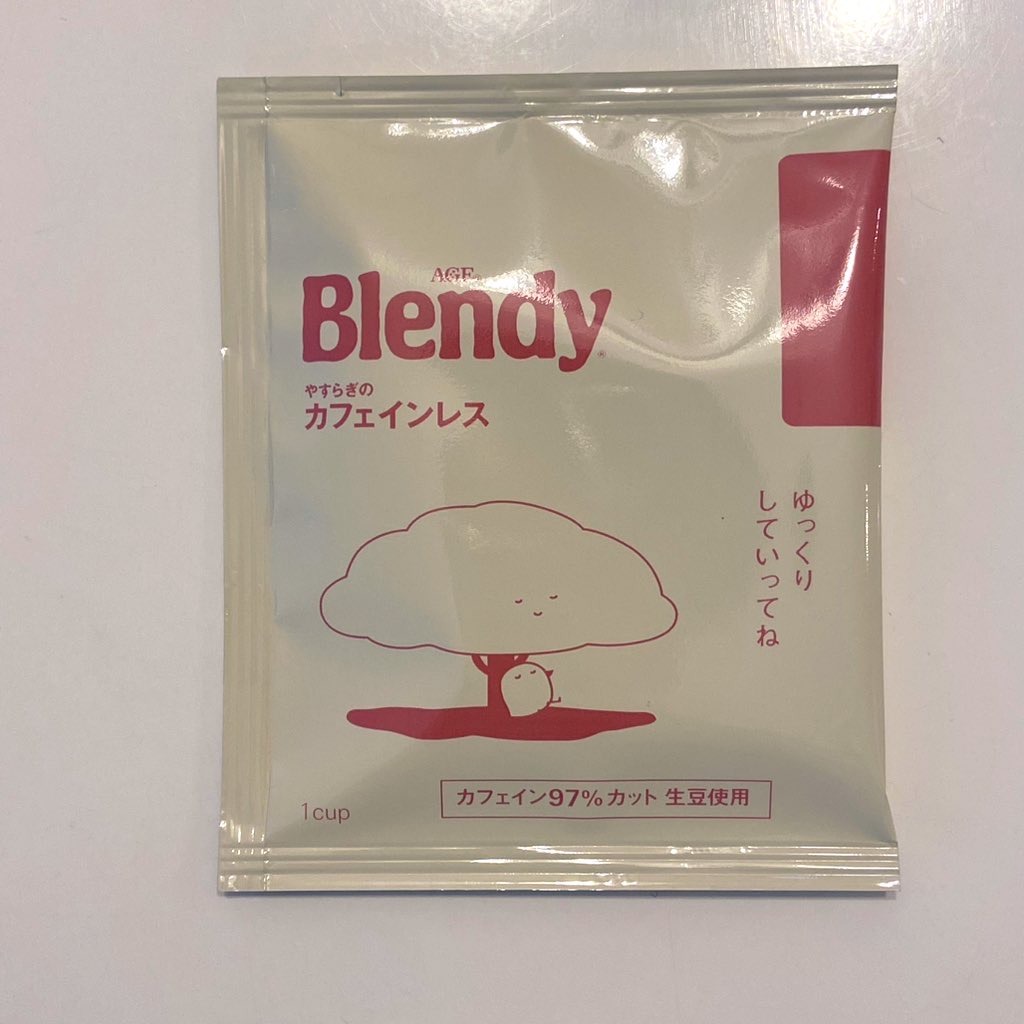 AGF®
Blendy®
やすらぎの
カフェインレス
ゆっくり
していってね
カフェイン97%カット 生豆使用
1cup